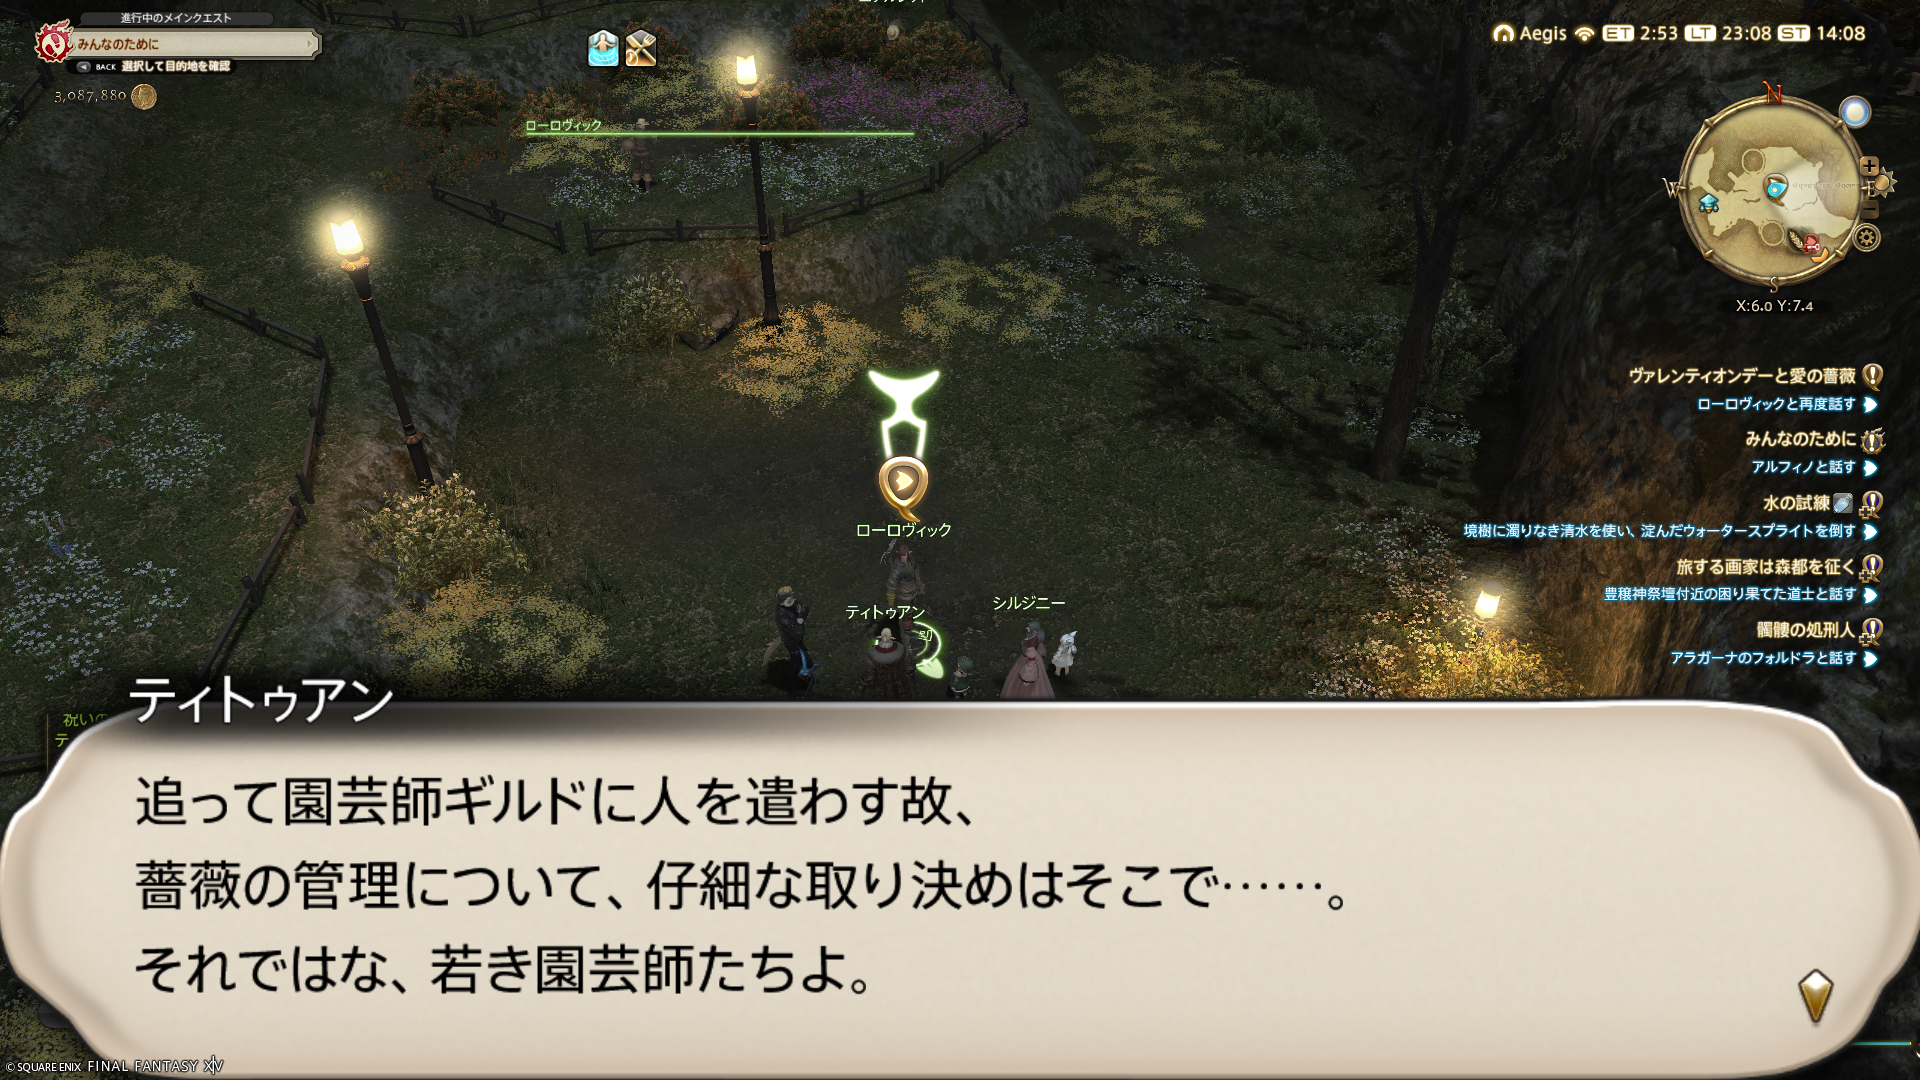 進行中のメインクエスト
みんなのために
BACK 選択して目的地を確認
3,087,880
Aegis ET 2:53 LT 23:08 ST 14:08
ローロヴィック
N
W
E
S
X:6.0 Y:7.4
ヴァレンティオンデーと愛の薔薇
ローロヴィックと再度話す
みんなのために
アルフィノと話す
水の試練
境樹に濁りなき清水を使い、淀んだウォータースプライトを倒す
旅する画家は森都を征く
豊穣神祭壇付近の困り果てた道士と話す
髑髏の処刑人
アラガーナのフォルドラと話す
ローロヴィック
ティトゥアン
シルジニー
祝いの
テ
ティトゥアン
追って園芸師ギルドに人を遣わす故、
薔薇の管理について、仔細な取り決めはそこで……。
それではな、若き園芸師たちよ。
© SQUARE ENIX FINAL FANTASY XIV